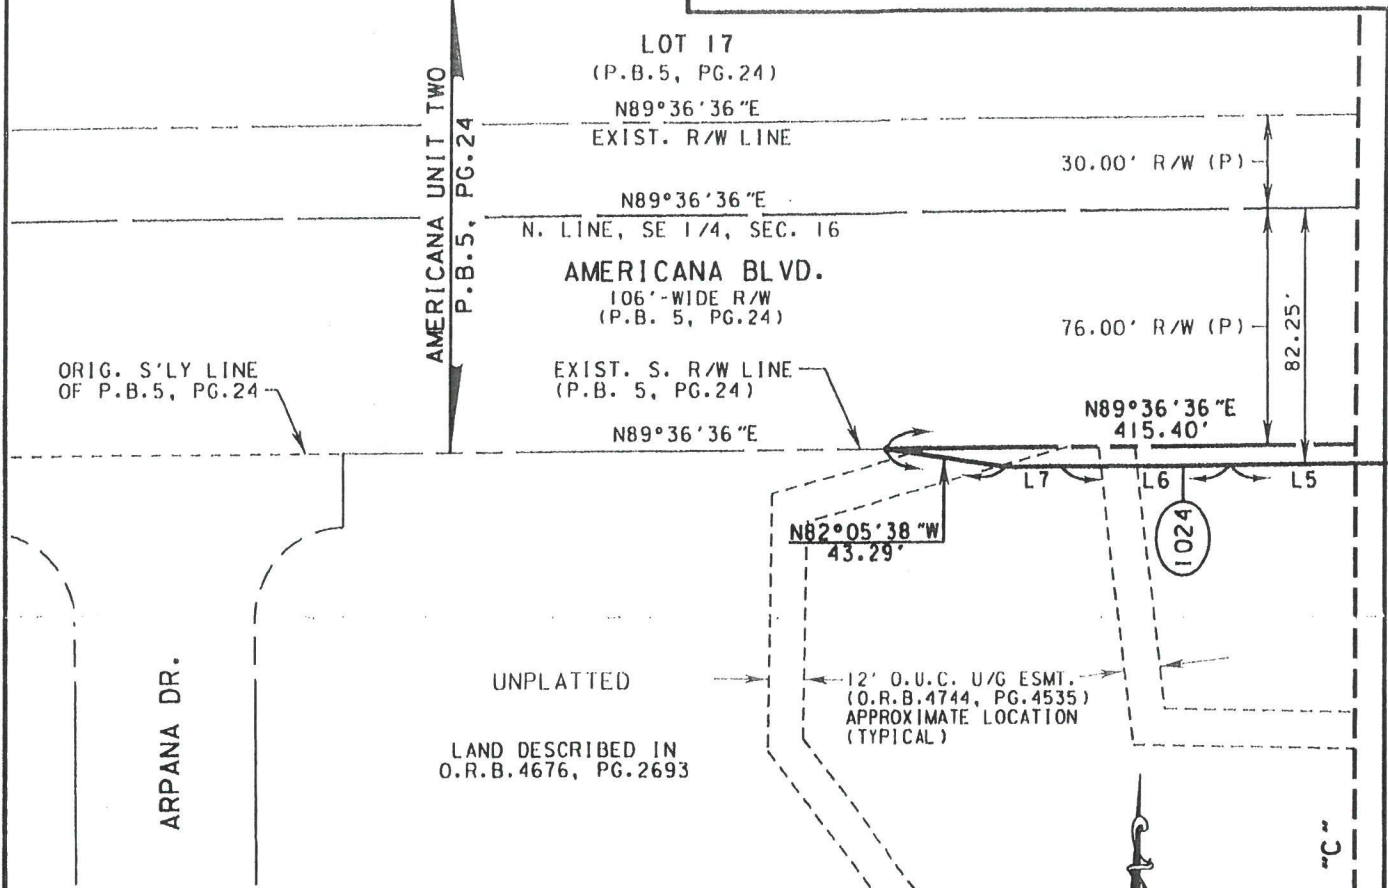 LOT 17
(P.B.5, PG.24)
N89°36'36"E
EXIST. R/W LINE
30.00' R/W (P)
AMERICANA UNIT TWO
P.B.5, PG.24
N89°36'36"E
N. LINE, SE 1/4, SEC. 16
AMERICANA BLVD.
106'-WIDE R/W
(P.B. 5, PG.24)
76.00' R/W (P)
82.25'
ORIG. S'LY LINE
OF P.B.5, PG.24
EXIST. S. R/W LINE
(P.B. 5, PG.24)
N89°36'36"E
N89°36'36"E
415.40'
L7
L6
L5
1024
N82°05'38"W
43.29'
ARPANA DR.
UNPLATTED
12' O.U.C. U/G ESMT.
(O.R.B.4744, PG.4535)
APPROXIMATE LOCATION
(TYPICAL)
LAND DESCRIBED IN
O.R.B.4676, PG.2693
"C"